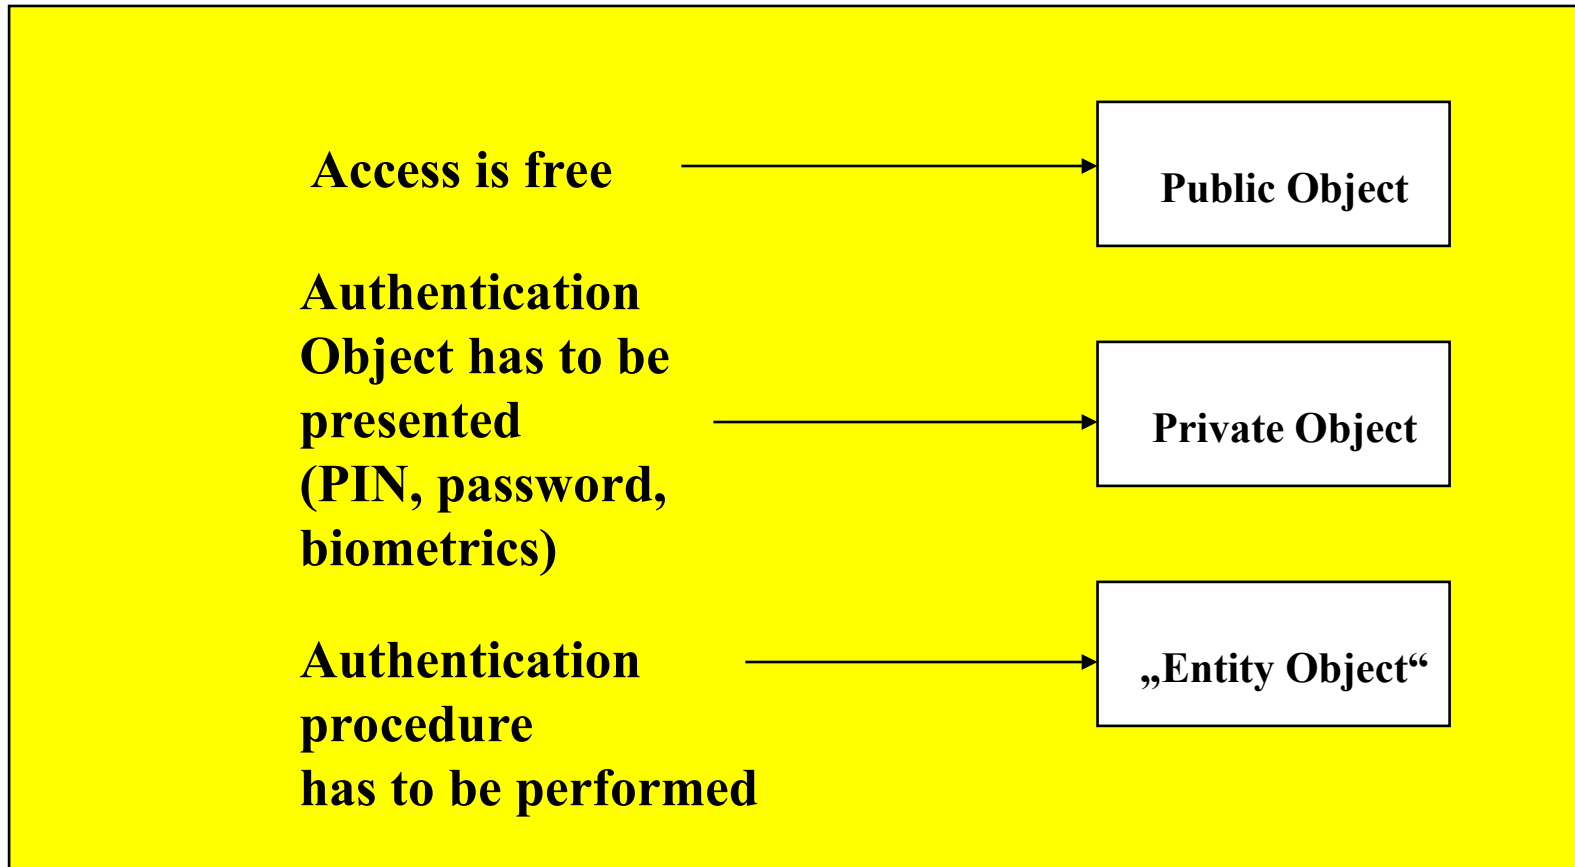 Access is free
Public Object
Authentication
Object has to be
presented
(PIN, password,
biometrics)
Private Object
Authentication
procedure
has to be performed
„Entity Object“